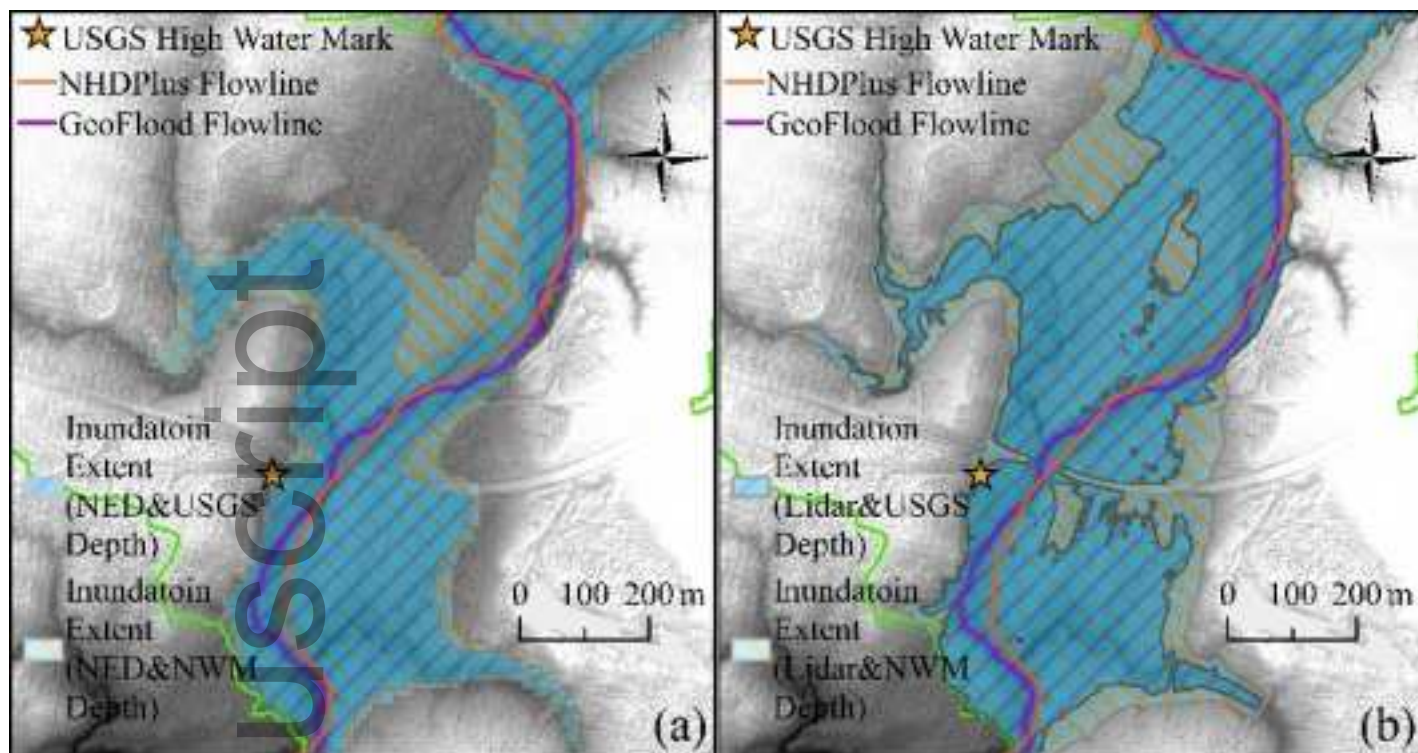 USGS High Water Mark
NHDPlus Flowline
GeoFlood Flowline
N
Inundatoin
Extent
(NED&USGS
Depth)
Inundatoin
Extent
(NED&NWM
Depth)
0 100 200 m
(a)
uscript
USGS High Water Mark
NHDPlus Flowline
GeoFlood Flowline
N
Inundation
Extent
(Lidar&USGS
Depth)
Inundatoin
Extent
(Lidar&NWM
Depth)
0 100 200 m
(b)